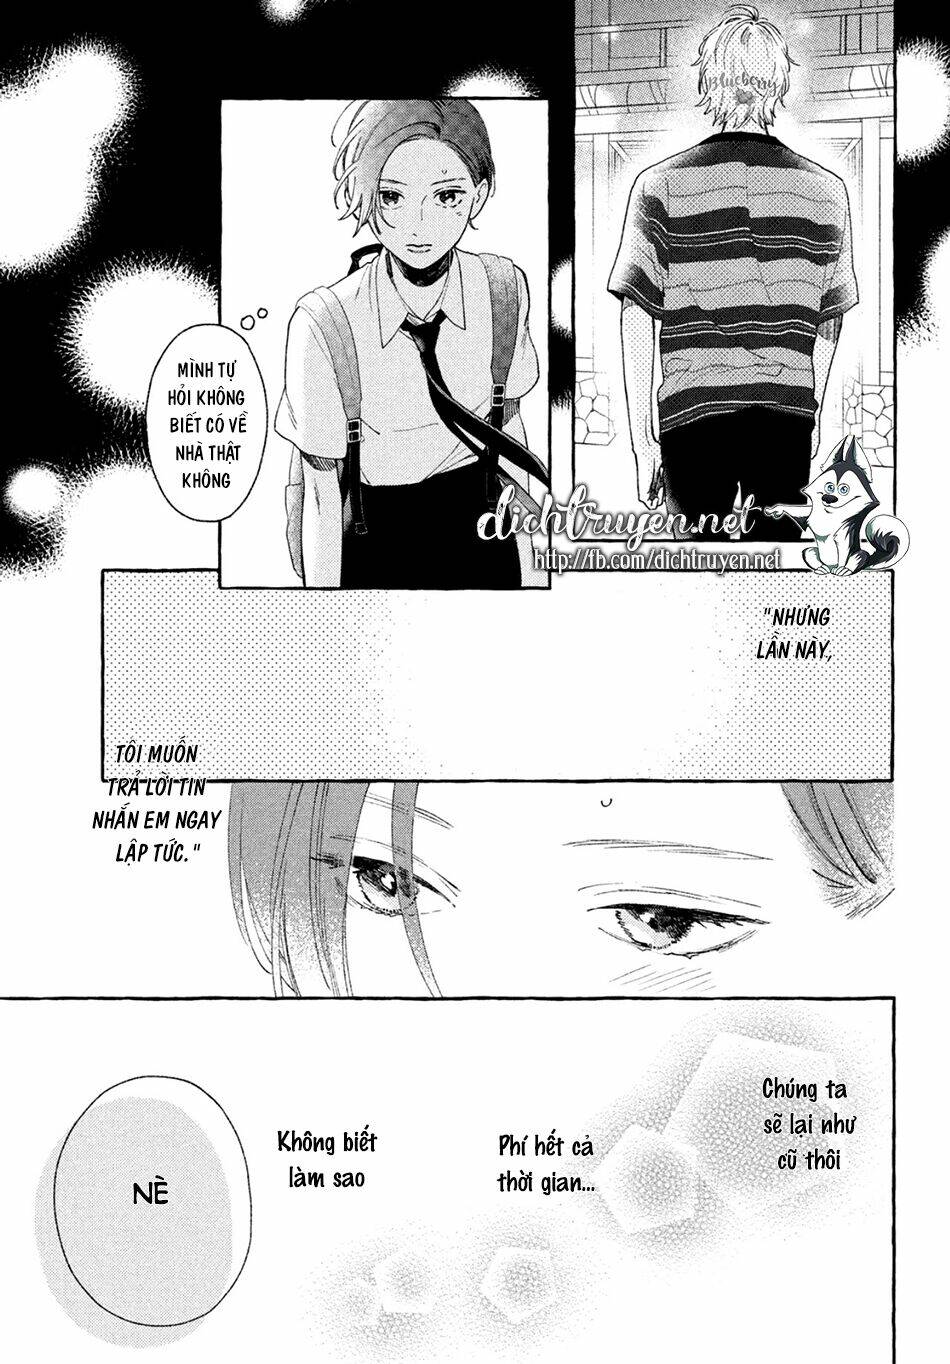 Blueberry
MÌNH TỰ
HỎI KHÔNG
BIẾT CÓ VỀ
NHÀ THẬT
KHÔNG
dichtruyen.net
http://fb.com/dichtruyen.net
"NHƯNG
LẦN NÀY,
TÔI MUỐN
TRẢ LỜI TIN
NHẮN EM NGAY
LẬP TỨC."
Chúng ta
sẽ lại như
cũ thôi
Phí hết cả
thời gian...
Không biết
làm sao
NÈ